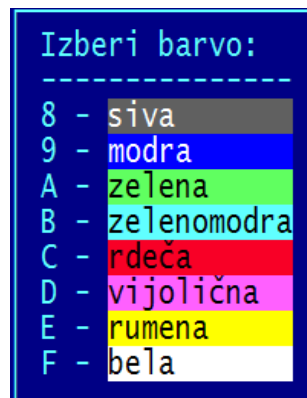 Izberi barvo:
---------------
8 - siva
9 - modra
A - zelena
B - zelenomodra
C - rdeča
D - vijolična
E - rumena
F - bela